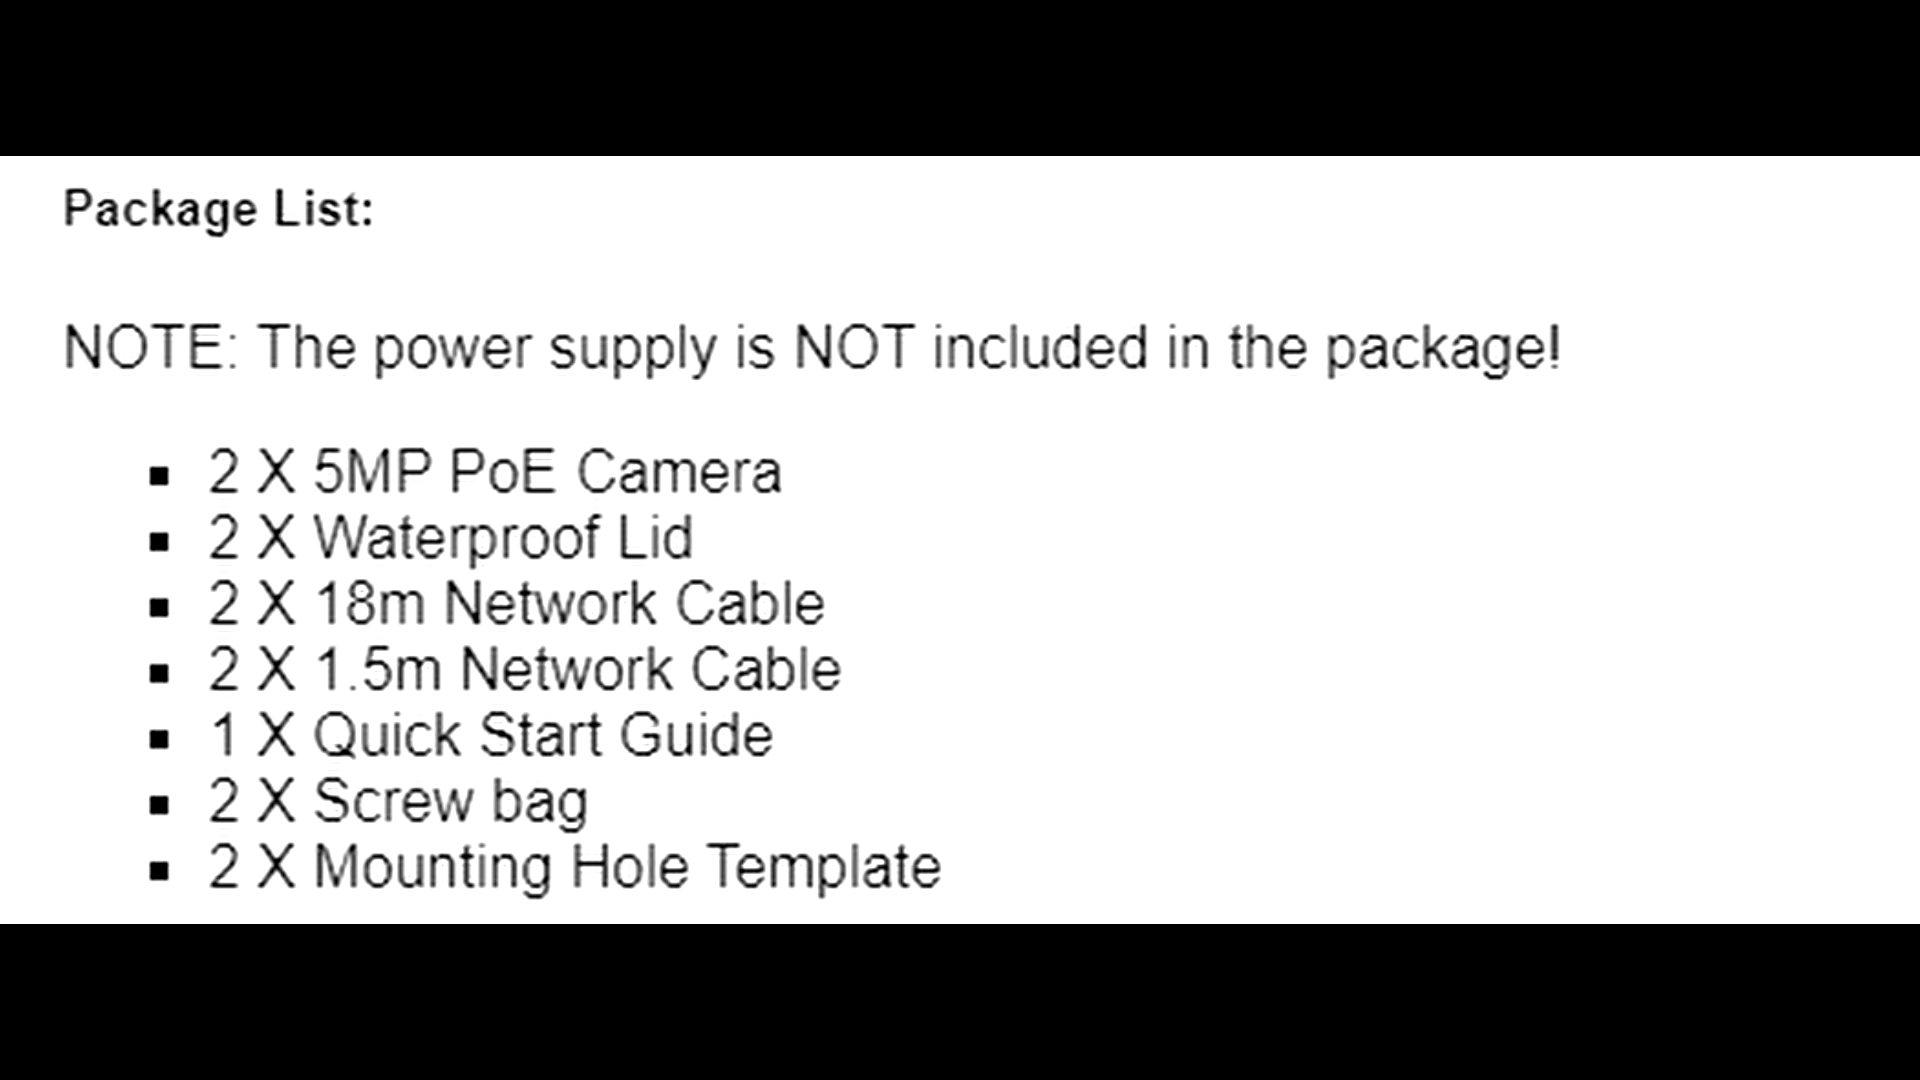 Package List:
NOTE: The power supply is NOT included in the package!
▪ 2 X 5MP PoE Camera
▪ 2 X Waterproof Lid
▪ 2 X 18m Network Cable
▪ 2 X 1.5m Network Cable
▪ 1 X Quick Start Guide
▪ 2 X Screw bag
▪ 2 X Mounting Hole Template